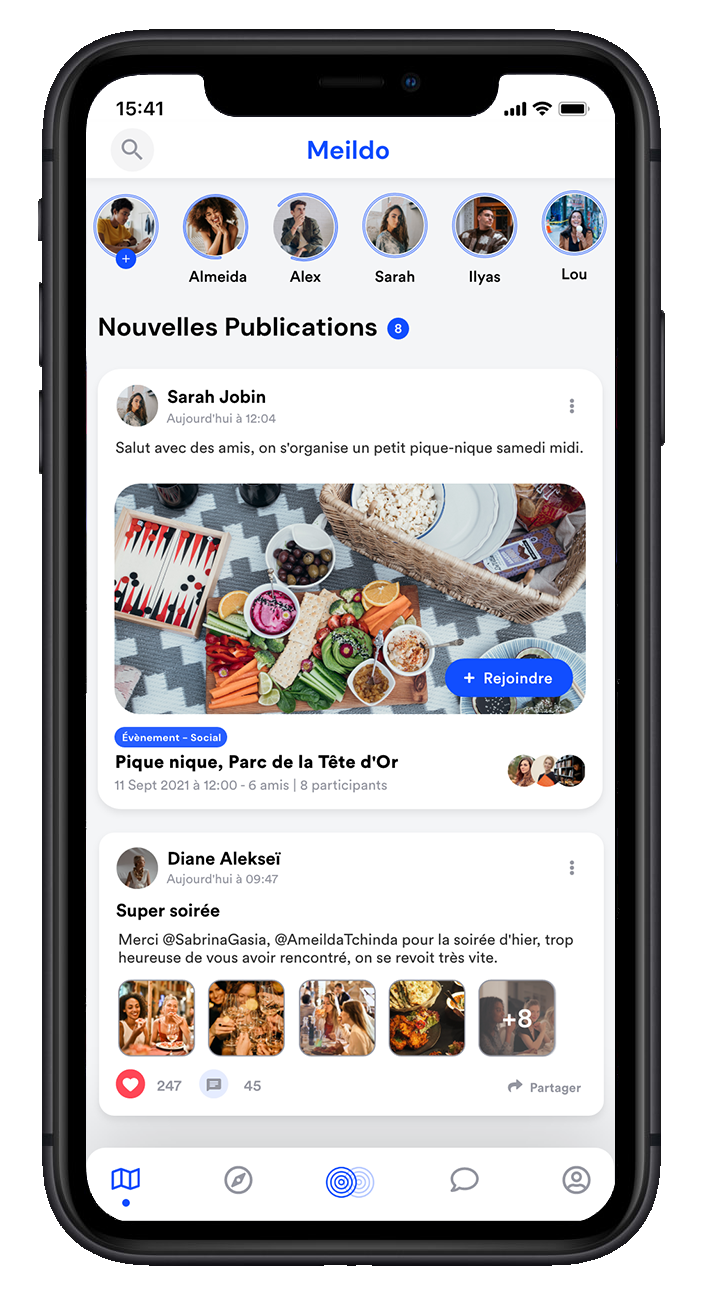 15:41
Meildo
+
Almeida
Alex
Sarah
Ilyas
Lou
Nouvelles Publications 8
Sarah Jobin
Aujourd'hui à 12:04
Salut avec des amis, on s'organise un petit pique-nique samedi midi.
+ Rejoindre
Évènement – Social
Pique nique, Parc de la Tête d'Or
11 Sept 2021 à 12:00 - 6 amis | 8 participants
Diane Alekseï
Aujourd'hui à 09:47
Super soirée
Merci @SabrinaGasia, @AmeildaTchinda pour la soirée d'hier, trop
heureuse de vous avoir rencontré, on se revoit très vite.
+8
247
45
Partager